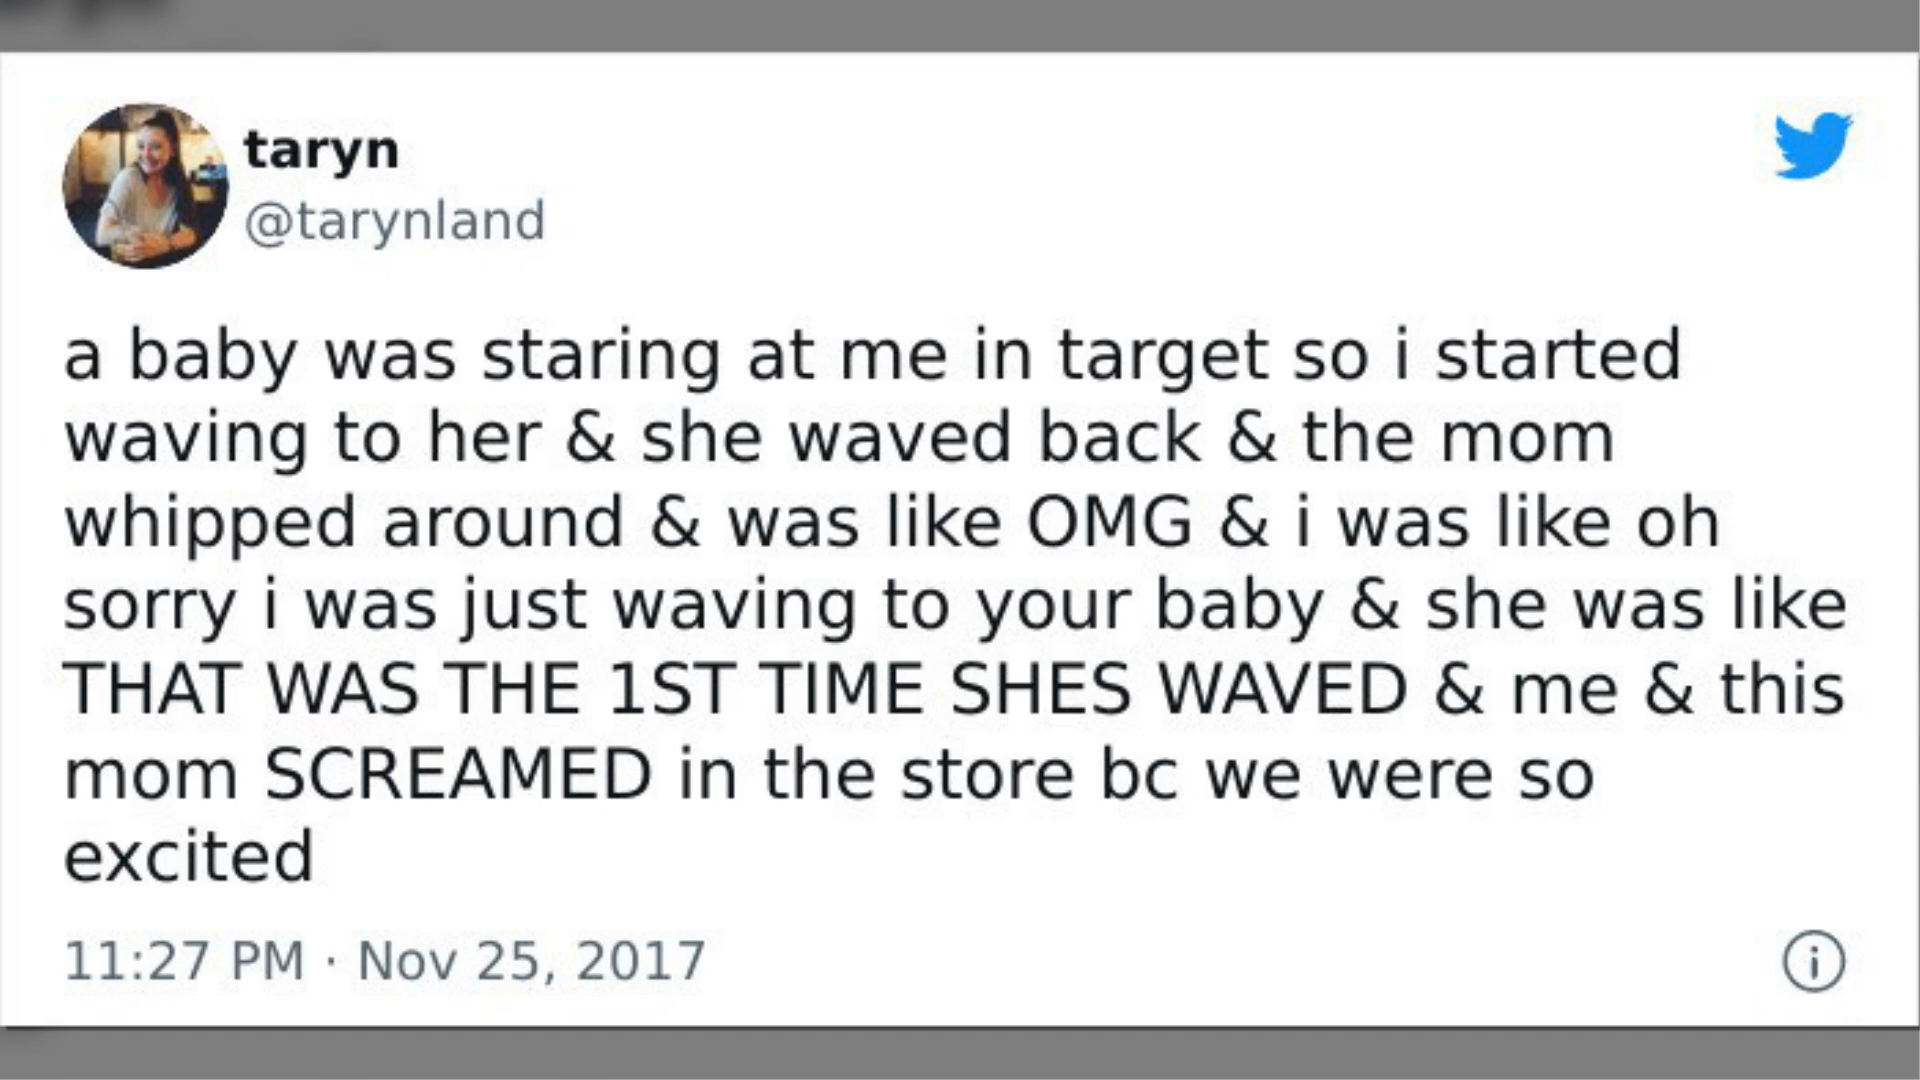 taryn
@tarynland
a baby was staring at me in target so i started
waving to her & she waved back & the mom
whipped around & was like OMG & i was like oh
sorry i was just waving to your baby & she was like
THAT WAS THE 1ST TIME SHES WAVED & me & this
mom SCREAMED in the store bc we were so
excited
11:27 PM · Nov 25, 2017